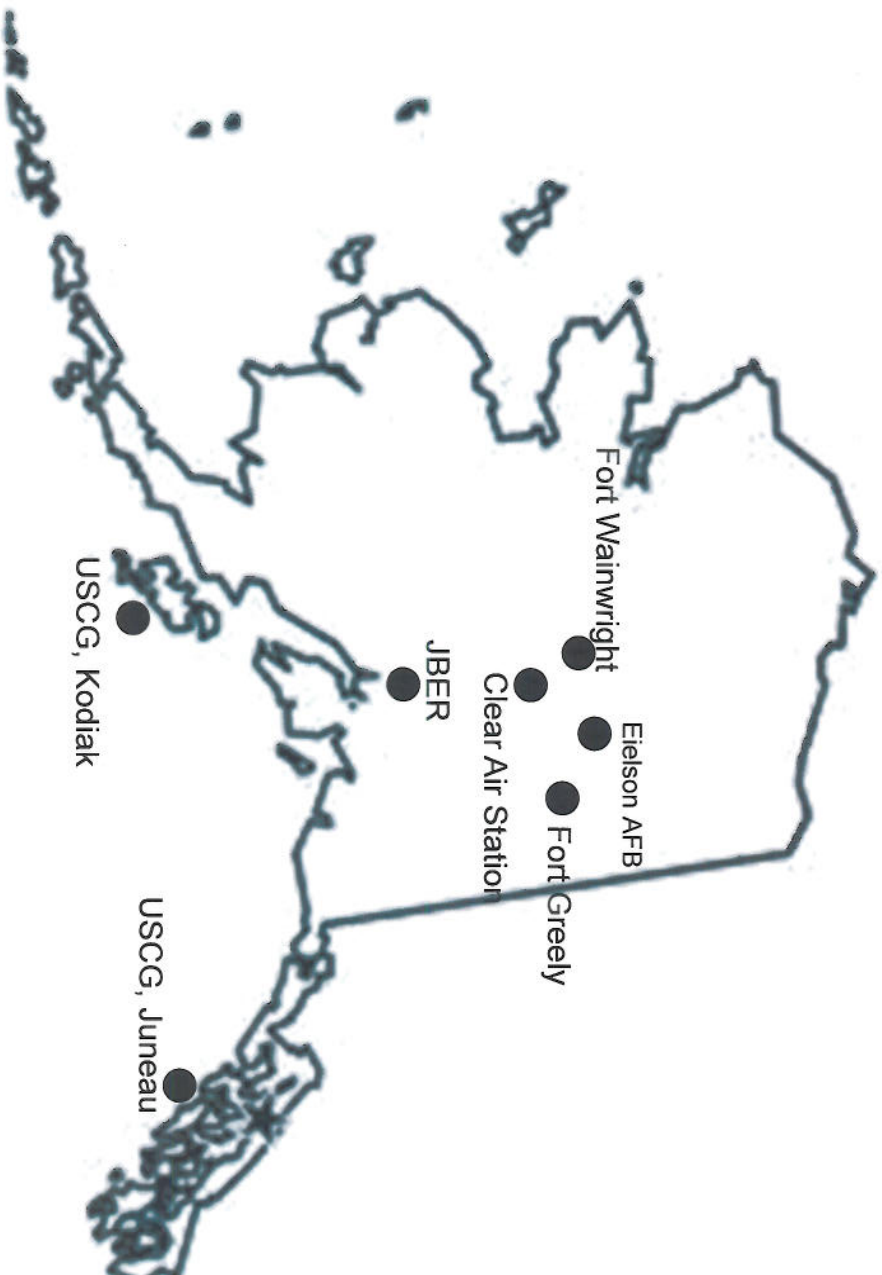 Fort Wainwright
Eielson AFB
Clear Air Station
Fort Greely
JBER
USCG, Kodiak
USCG, Juneau